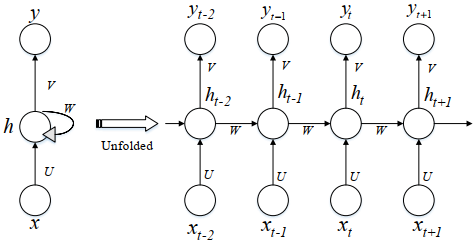 y y_{t-2} y_{t-1} y_t y_{t+1}
V V V V V
h W h_{t-2} h_{t-1} h_t h_{t+1}
W W W
Unfolded
U U U U U
x x_{t-2} x_{t-1} x_t x_{t+1}